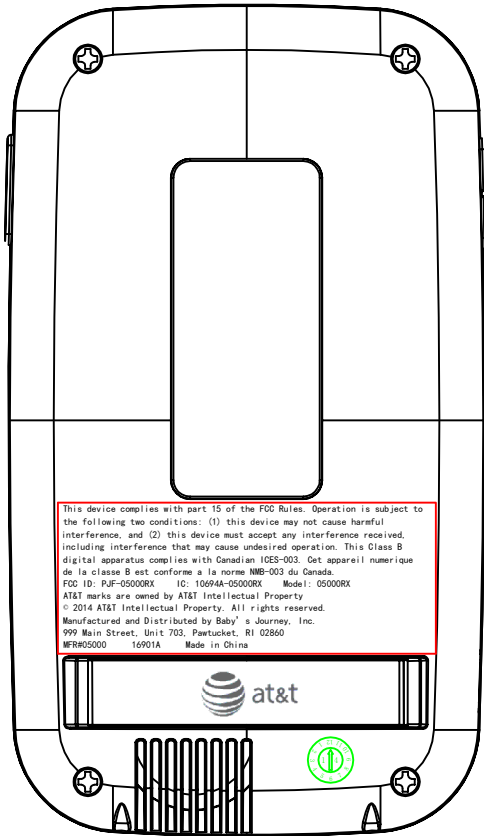 This device complies with part 15 of the FCC Rules. Operation is subject to
the following two conditions: (1) this device may not cause harmful
interference, and (2) this device must accept any interference received,
including interference that may cause undesired operation. This Class B
digital apparatus complies with Canadian ICES-003. Cet appareil numerique
de la classe B est conforme a la norme NMB-003 du Canada.
FCC ID: PJF-05000RX IC: 10694A-05000RX Model: 05000RX
AT&T marks are owned by AT&T Intellectual Property
© 2014 AT&T Intellectual Property. All rights reserved.
Manufactured and Distributed by Baby's Journey, Inc.
999 Main Street, Unit 703, Pawtucket, RI 02860
MFR#05000 16901A Made in China
at&t